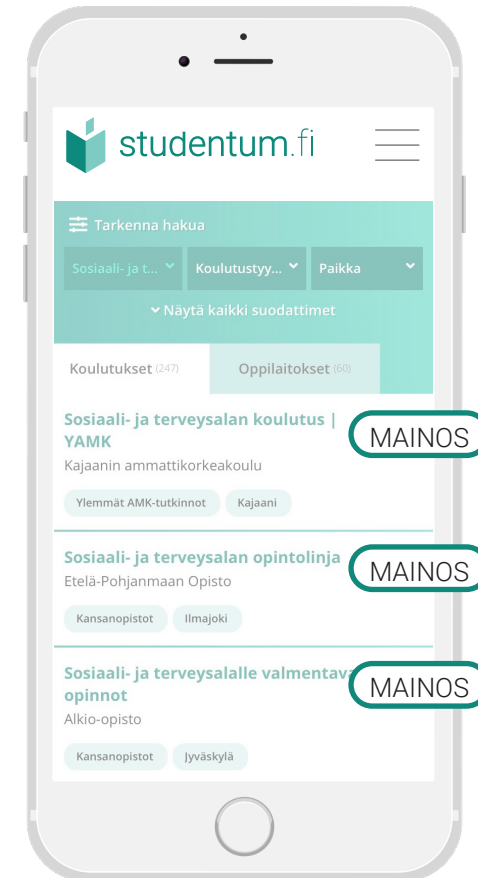 studentum.fi
Tarkenna hakua
Sosiaali- ja t...
Koulutustyy...
Paikka
Näytä kaikki suodattimet
Koulutukset (247)
Oppilaitokset (60)
Sosiaali- ja terveysalan koulutus |
YAMK
MAINOS
Kajaanin ammattikorkeakoulu
Ylemmät AMK-tutkinnot
Kajaani
Sosiaali- ja terveysalan opintolinja
MAINOS
Etelä-Pohjanmaan Opisto
Kansanopistot
Ilmajoki
Sosiaali- ja terveysalalle valmentava
opinnot
MAINOS
Alkio-opisto
Kansanopistot
Jyväskylä